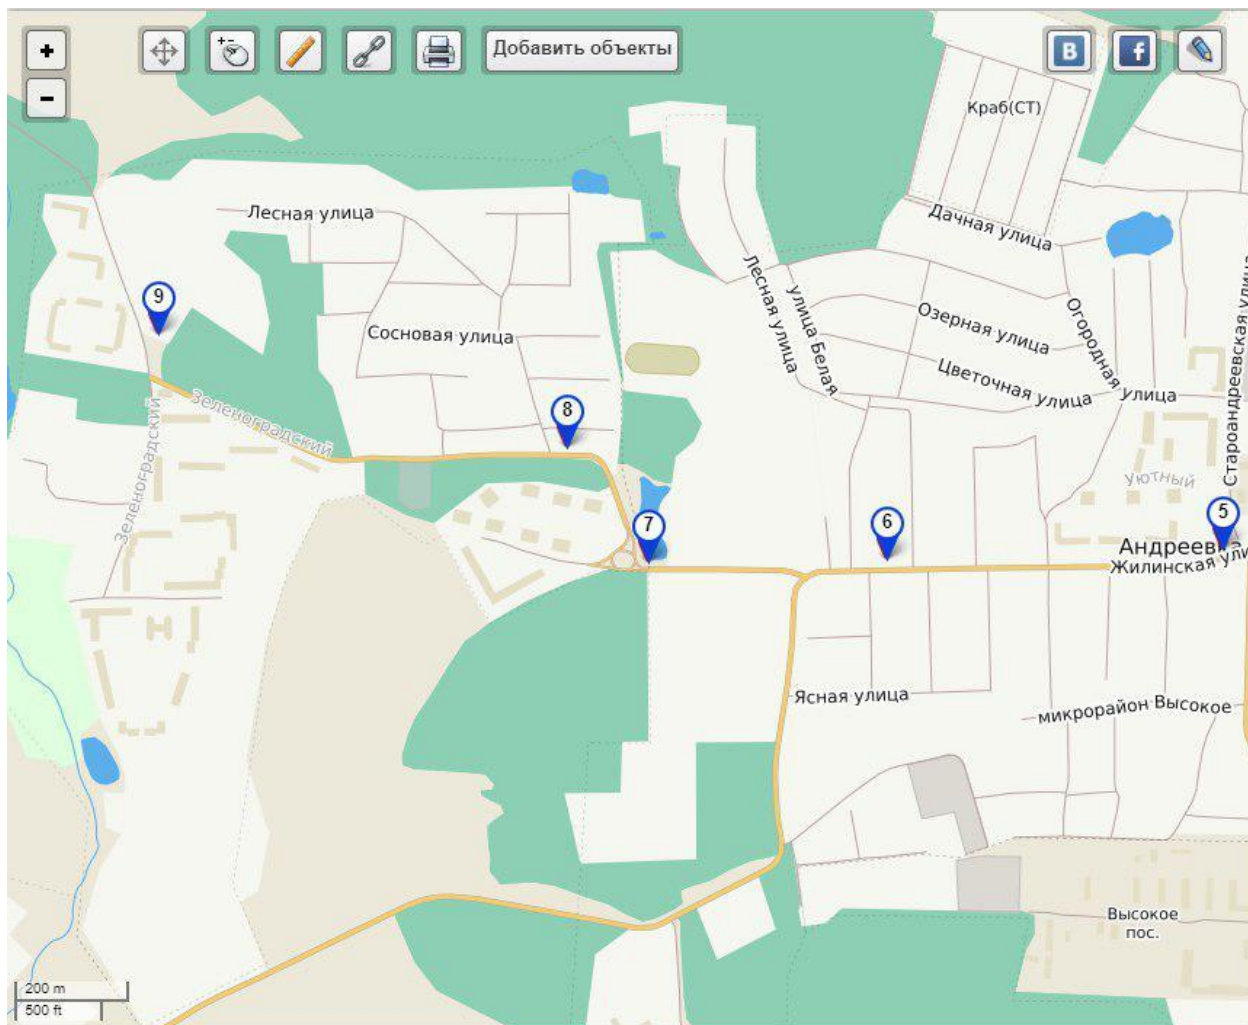 +
-
+-
Добавить объекты
B
f
Краб(СТ)
Лесная улица
Дачная улица
Лесная улица
улица Белая
Озерная улица
Огородная улица
Староандреевская улица
9
Сосновая улица
Цветочная улица
8
Зеленоградский
Зеленоградский
Уютный
7
6
5
Андреевка
Жилинская ули
Ясная улица
микрорайон Высокое
Высокое
пос.
200 m
500 ft